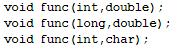 void func(int,double);
void func(long,double);
void func(int,char);